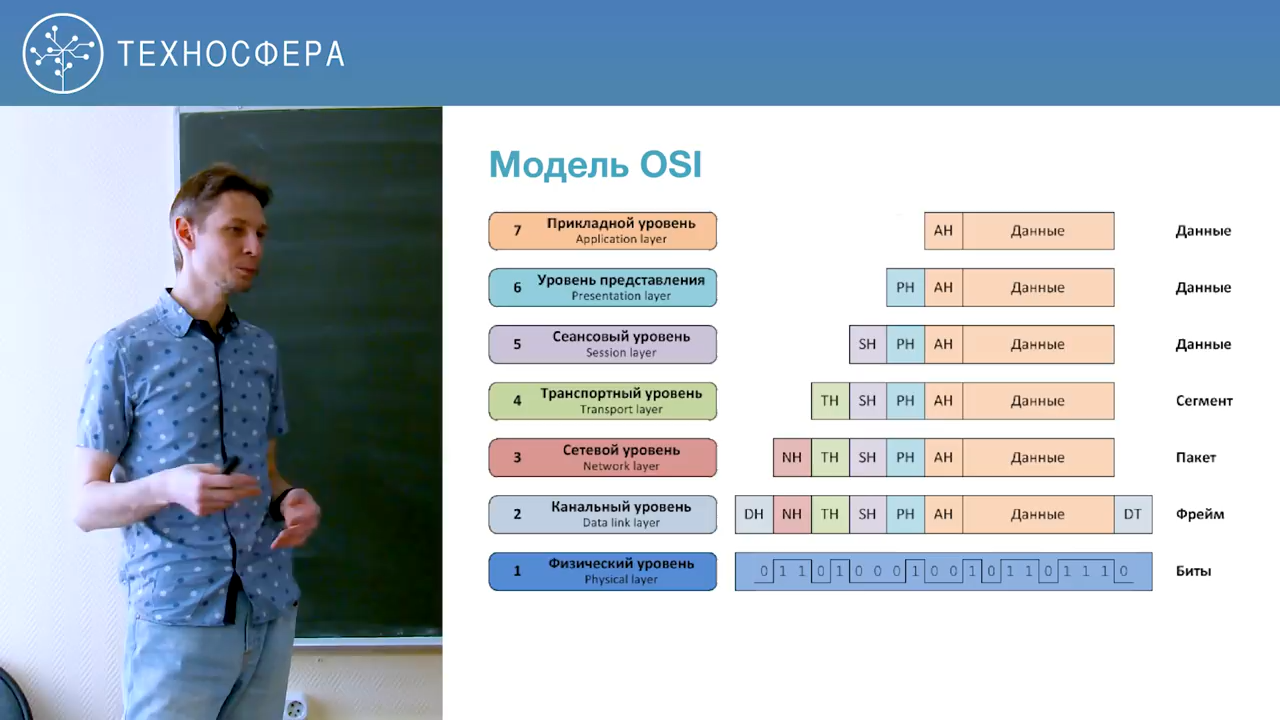 ТЕХНОСФЕРА
Модель OSI
7 Прикладной уровень AH Данные Данные
Application layer
6 Уровень представления PH AH Данные Данные
Presentation layer
5 Сеансовый уровень SH PH AH Данные Данные
Session layer
4 Транспортный уровень TH SH PH AH Данные Сегмент
Transport layer
3 Сетевой уровень NH TH SH PH AH Данные Пакет
Network layer
2 Канальный уровень DH NH TH SH PH AH Данные DT Фрейм
Data link layer
1 Физический уровень 0 1 1 0 1 0 0 0 1 0 0 1 0 1 1 0 1 1 1 0 Биты
Physical layer